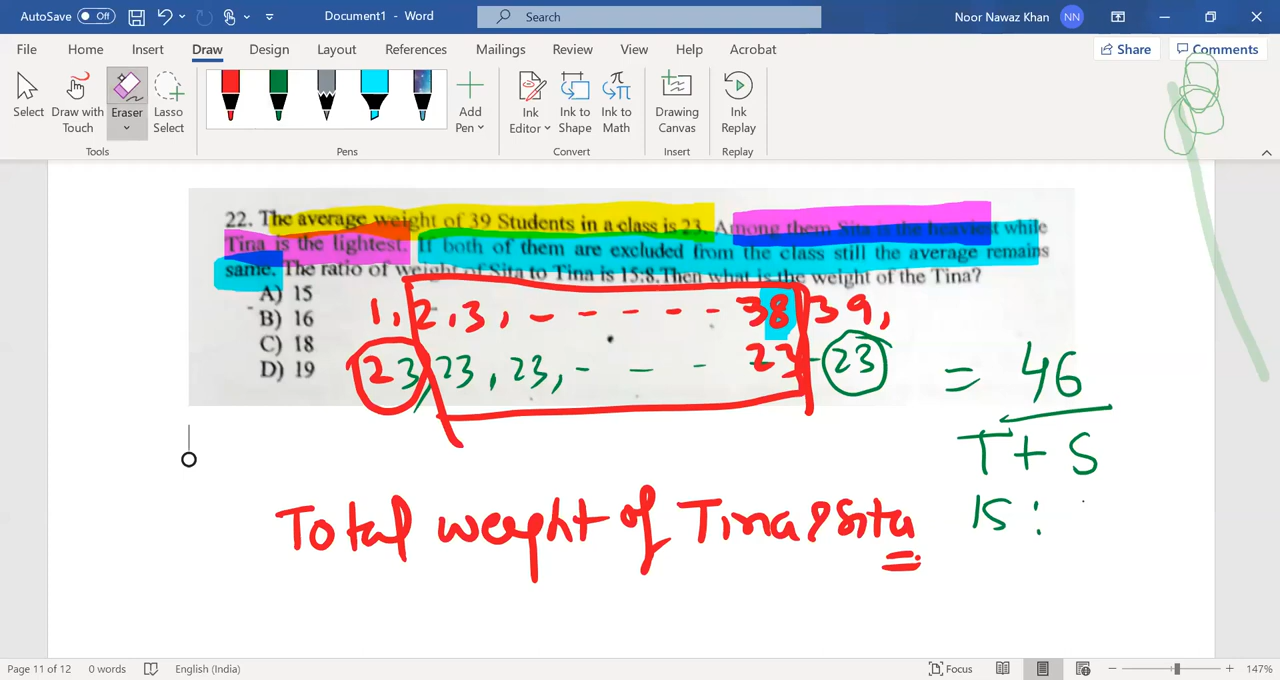 AutoSave Off Document1 - Word Search Noor Nawaz Khan NN
File Home Insert Draw Design Layout References Mailings Review View Help Acrobat Share Comments
Select Draw with Touch Eraser Lasso Select Add Pen Ink Editor Ink to Shape Ink to Math Drawing Canvas Ink Replay
Tools Pens Convert Insert Replay
22. The average weight of 39 Students in a class is 23. Among them Sita is the heaviest while
Tina is the lightest. If both of them are excluded from the class still the average remains
same. The ratio of weight of Sita to Tina is 15:8.Then what is the weight of the Tina?
A) 15
B) 16
C) 18
D) 19
1, 2, 3, - - - - - - 38 39,
23, 23, 23, - - - 23 - 23 = 46
T + S
15 :
Total weight of Tina & Sita
Page 11 of 12 0 words English (India) Focus 147%